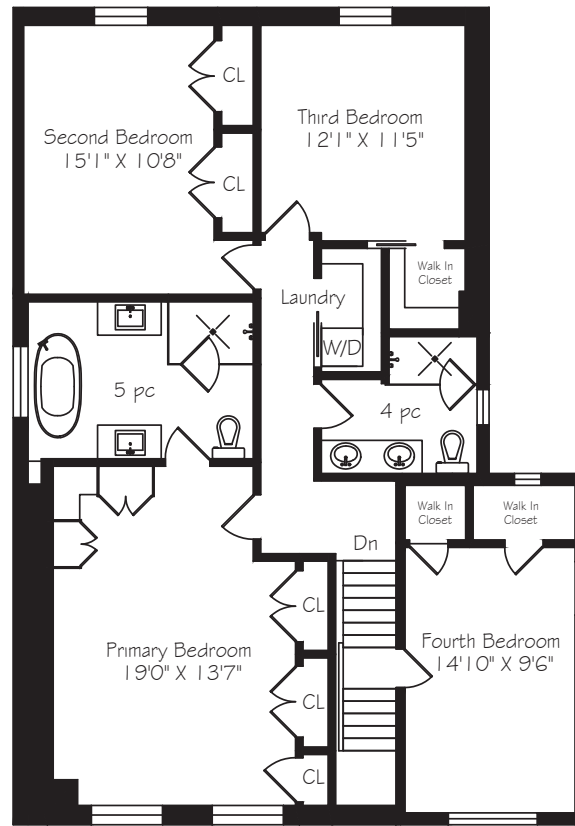 CL
Second Bedroom
15'1" X 10'8"
CL
Third Bedroom
12'1" X 11'5"
Walk In
Closet
Laundry
W/D
5 pc
4 pc
Walk In
Closet
Walk In
Closet
Dn
CL
Primary Bedroom
19'0" X 13'7"
Fourth Bedroom
14'10" X 9'6"
CL
CL